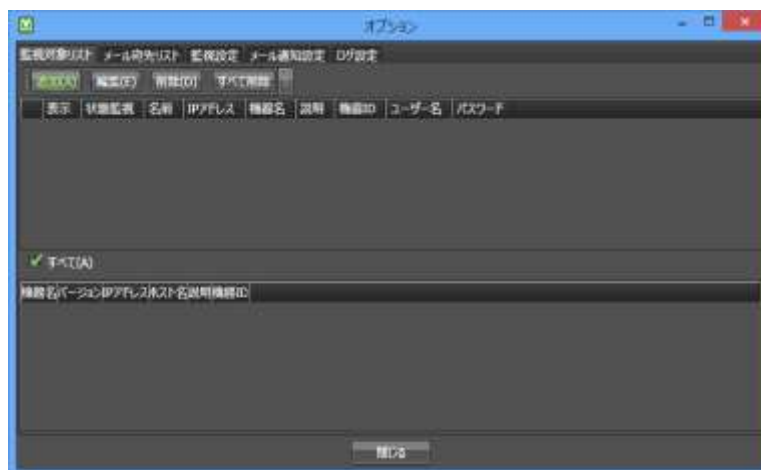 オプション
監視対象リスト メール宛先リスト 監視設定 メール通知設定 ログ設定
追加(A) 編集(E) 削除(D) すべて削除
表示 状態監視 名前 IPアドレス 機器名 説明 機器ID ユーザー名 パスワード
すべて(A)
機器名 バージョン IPアドレス ホスト名 説明 機器ID
閉じる